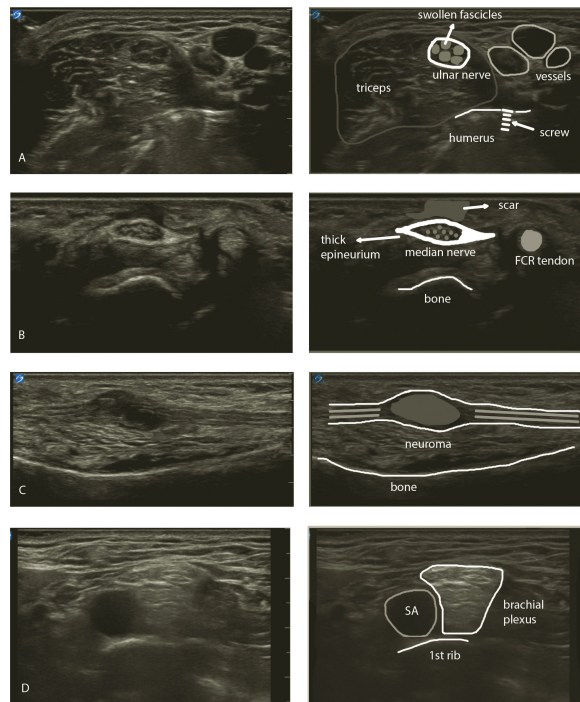 swollen fascicles
ulnar nerve
vessels
triceps
humerus
screw
A
scar
thick
epineurium
median nerve
FCR tendon
bone
B
neuroma
bone
C
SA
brachial
plexus
1st rib
D